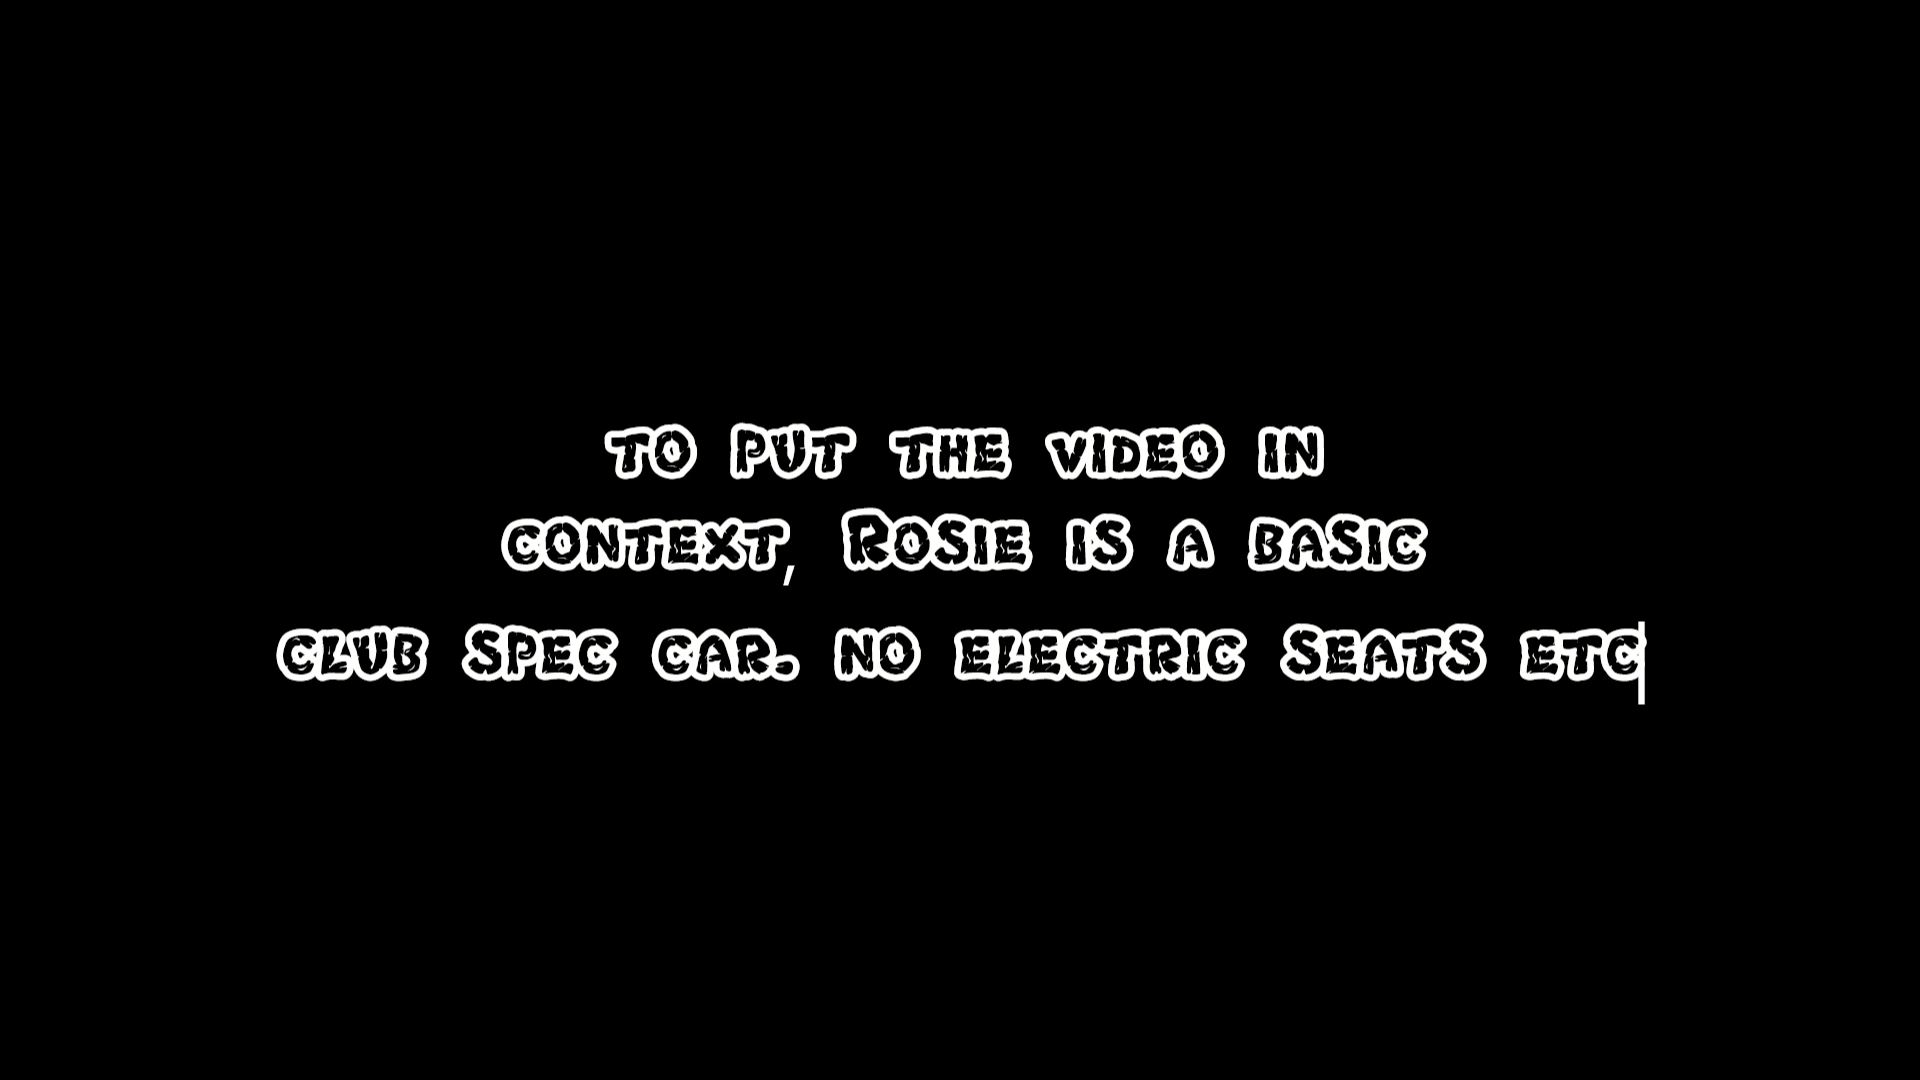 to put the video in
context, Rosie is a basic
club spec car. no electric seats etc